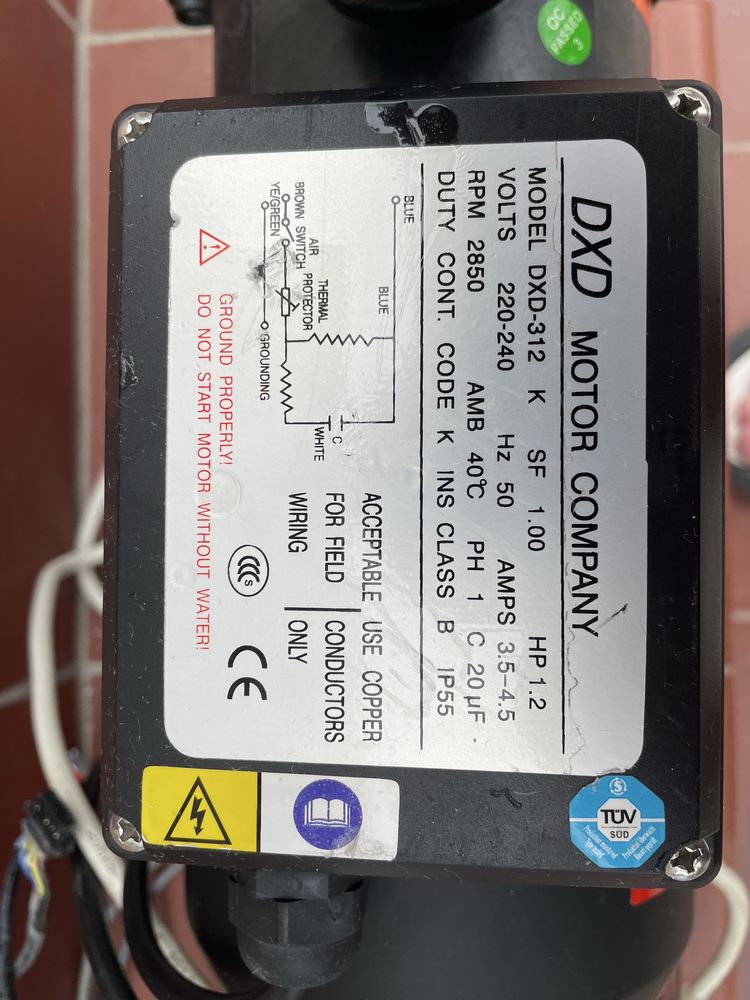 QC
PASSED
3
DXD MOTOR COMPANY
MODEL DXD-312 K SF 1.00 HP 1.2
VOLTS 220-240 Hz 50 AMPS 3.5-4.5
RPM 2850 AMB 40℃ PH 1 C 20μF
DUTY CONT. CODE K INS CLASS B IP55
BLUE
BLUE
THERMAL
PROTECTOR
AIR
SWITCH
BROWN
YE/GREEN
GROUNDING
C
WHITE
ACCEPTABLE
FOR FIELD
WIRING
USE COPPER
CONDUCTORS
ONLY
GROUND PROPERLY!
DO NOT START MOTOR WITHOUT WATER!
CCC
S
CE
TÜV
SÜD